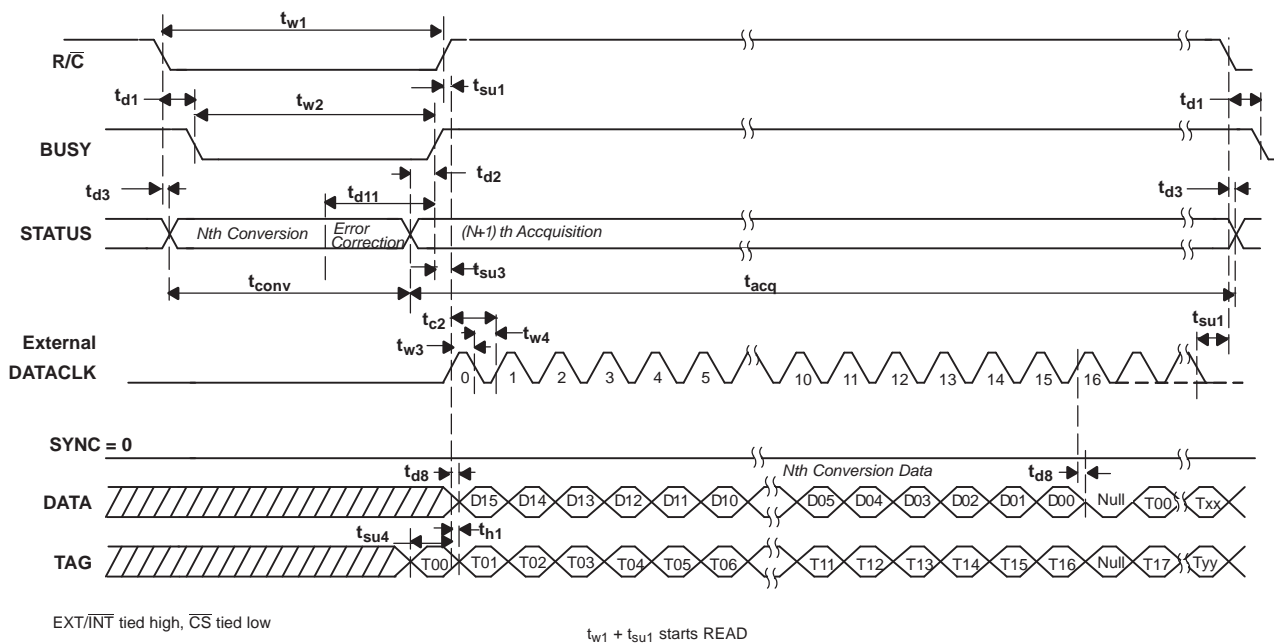 tw1
R/C
tsu1
td1
tw2
td1
BUSY
td2
td3
td11
td3
STATUS
Nth Conversion
Error
Correction
(N+1) th Accquisition
tsu3
tconv
tacq
tc2
tw4
tsu1
External
tw3
DATACLK
0 1 2 3 4 5 10 11 12 13 14 15 16
SYNC = 0
td8
Nth Conversion Data
td8
DATA
D15 D14 D13 D12 D11 D10 D05 D04 D03 D02 D01 D00 Null T00 Txx
tsu4
th1
TAG
T00 T01 T02 T03 T04 T05 T06 T11 T12 T13 T14 T15 T16 Null T17 Tyy
EXT/INT tied high, CS tied low
tw1 + tsu1 starts READ